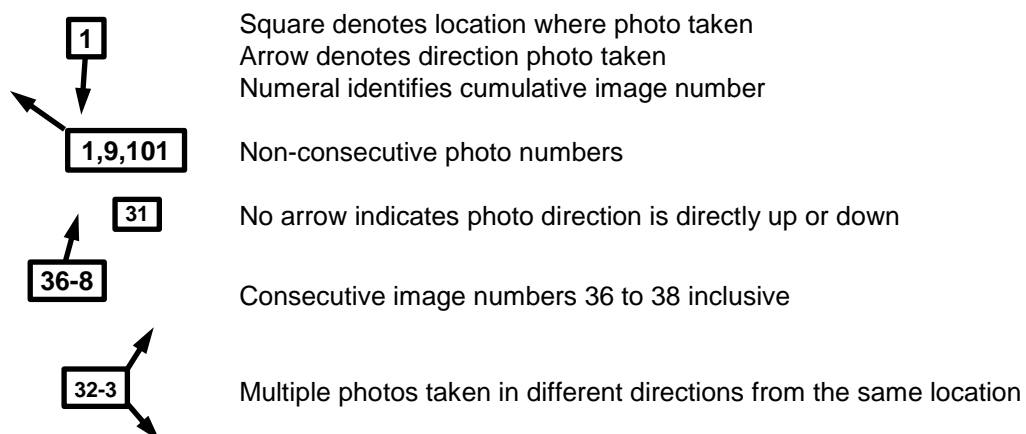 1
Square denotes location where photo taken
Arrow denotes direction photo taken
Numeral identifies cumulative image number
1,9,101
Non-consecutive photo numbers
31
No arrow indicates photo direction is directly up or down
36-8
Consecutive image numbers 36 to 38 inclusive
32-3
Multiple photos taken in different directions from the same location